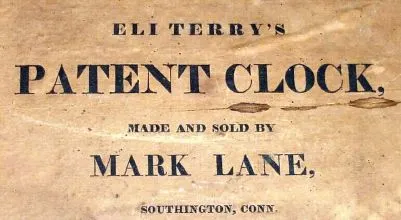 ELI TERRY'S
PATENT CLOCK,
MADE AND SOLD BY
MARK LANE,
SOUTHINGTON, CONN.